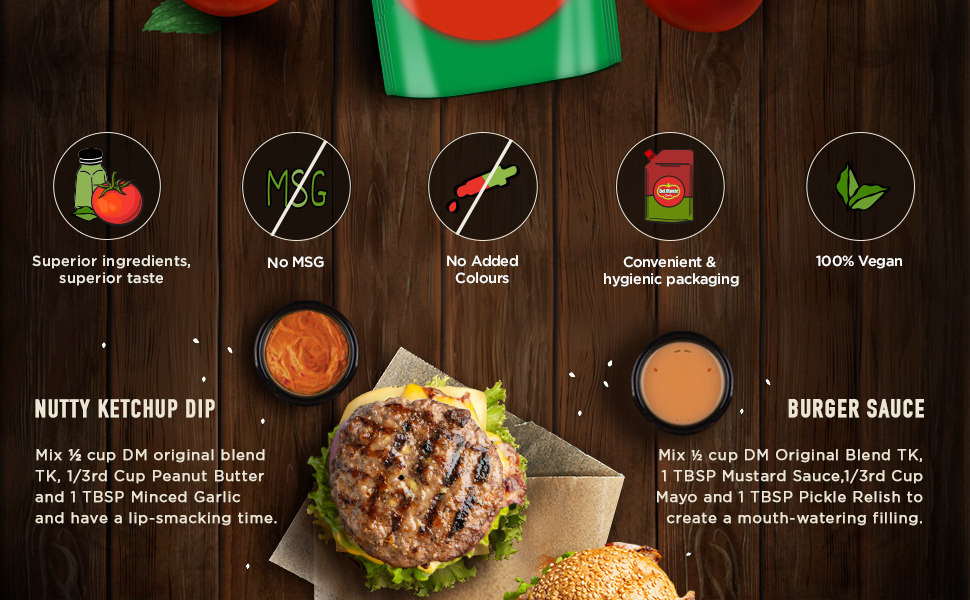 MSG
Del Monte
Superior ingredients,
superior taste
No MSG
No Added
Colours
Convenient &
hygienic packaging
100% Vegan
NUTTY KETCHUP DIP
Mix ½ cup DM original blend
TK, 1/3rd Cup Peanut Butter
and 1 TBSP Minced Garlic
and have a lip-smacking time.
BURGER SAUCE
Mix ½ cup DM Original Blend TK,
1 TBSP Mustard Sauce,1/3rd Cup
Mayo and 1 TBSP Pickle Relish to
create a mouth-watering filling.